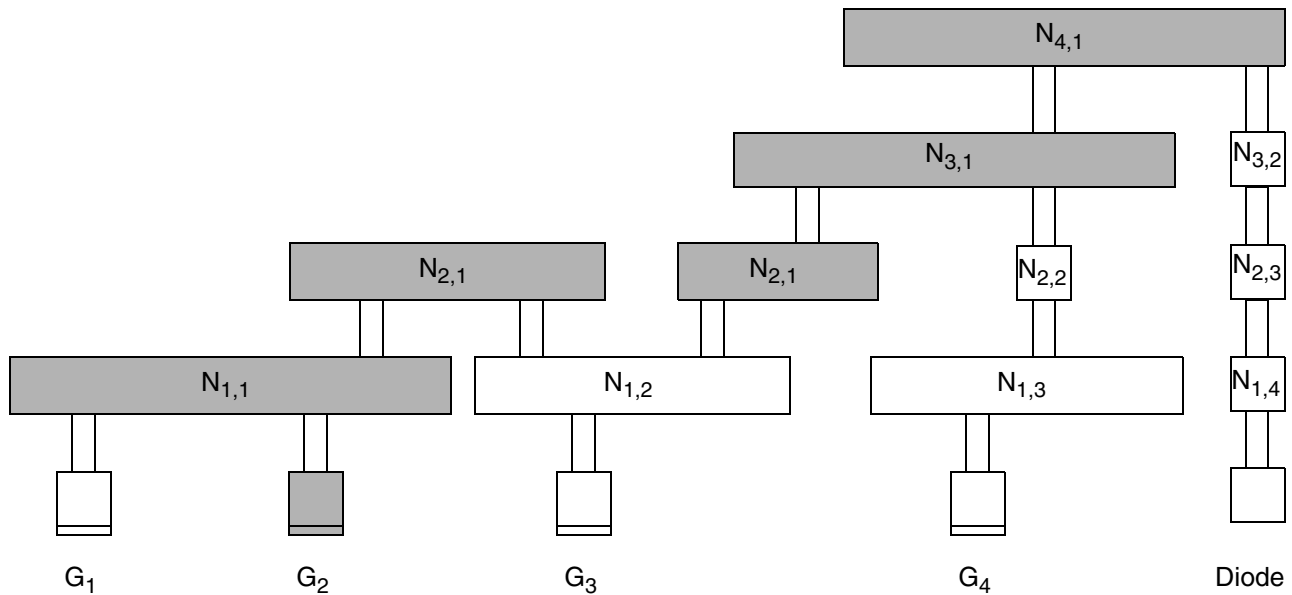 N4,1
N3,1
N3,2
N2,1
N2,1
N2,2
N2,3
N1,1
N1,2
N1,3
N1,4
G1
G2
G3
G4
Diode